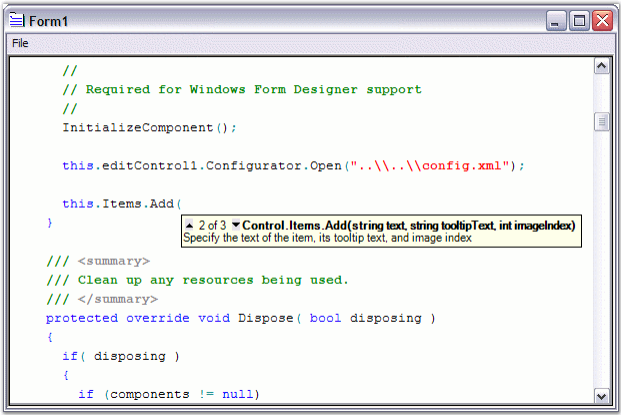 Form1
File
//
// Required for Windows Form Designer support
//
InitializeComponent();
this.editControl1.Configurator.Open("..\\..\\config.xml");
this.Items.Add(
2 of 3 Control.Items.Add(string text, string tooltipText, int imageIndex)
Specify the text of the item, its tooltip text, and image index
}
/// <summary>
/// Clean up any resources being used.
/// </summary>
protected override void Dispose( bool disposing )
{
if( disposing )
{
if (components != null)